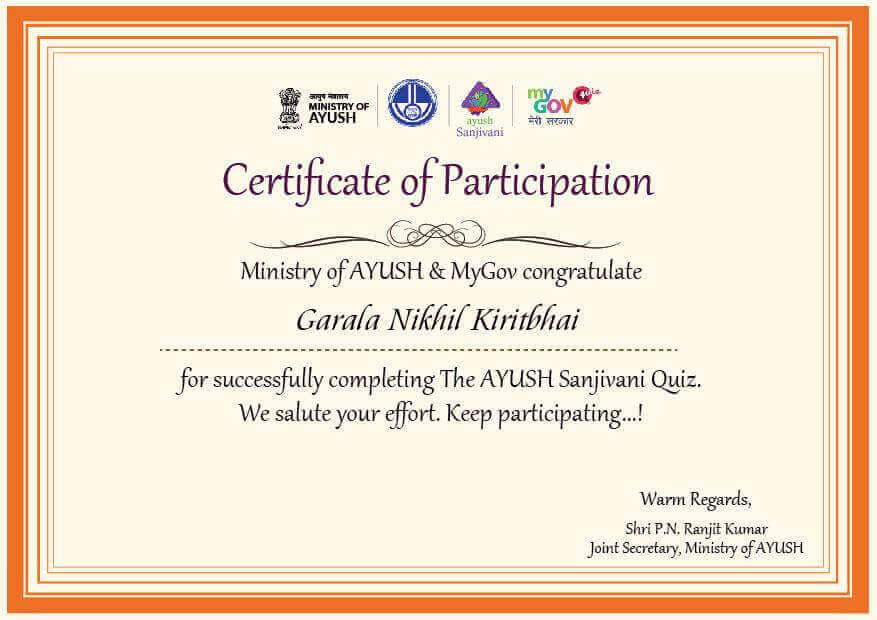 आयुष मंत्रालय
MINISTRY OF
AYUSH
ayush
Sanjivani
my
GOV
मेरी सरकार
Certificate of Participation
Ministry of AYUSH & MyGov congratulate
Garala Nikhil Kiritbhai
for successfully completing The AYUSH Sanjivani Quiz.
We salute your effort. Keep participating...!
Warm Regards,
Shri P.N. Ranjit Kumar
Joint Secretary, Ministry of AYUSH